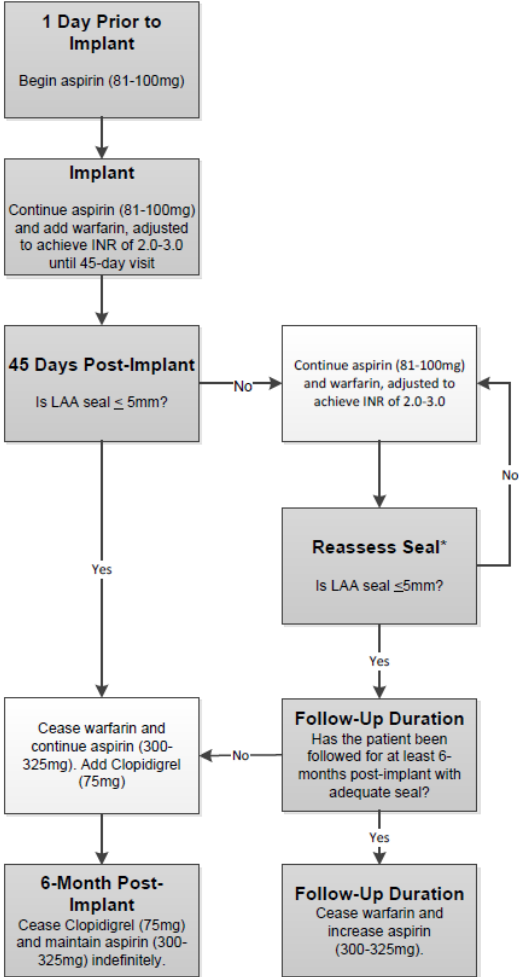 1 Day Prior to
Implant
Begin aspirin (81-100mg)
Implant
Continue aspirin (81-100mg)
and add warfarin, adjusted
to achieve INR of 2.0-3.0
until 45-day visit
45 Days Post-Implant
Is LAA seal ≤ 5mm?
No
Continue aspirin (81-100mg)
and warfarin, adjusted to
achieve INR of 2.0-3.0
No
Reassess Seal*
Is LAA seal ≤5mm?
Yes
Yes
Cease warfarin and
continue aspirin (300-
325mg). Add Clopidigrel
(75mg)
No
Follow-Up Duration
Has the patient been
followed for at least 6-
months post-implant with
adequate seal?
Yes
6-Month Post-
Implant
Cease Clopidigrel (75mg)
and maintain aspirin (300-
325mg) indefinitely.
Follow-Up Duration
Cease warfarin and
increase aspirin
(300-325mg).